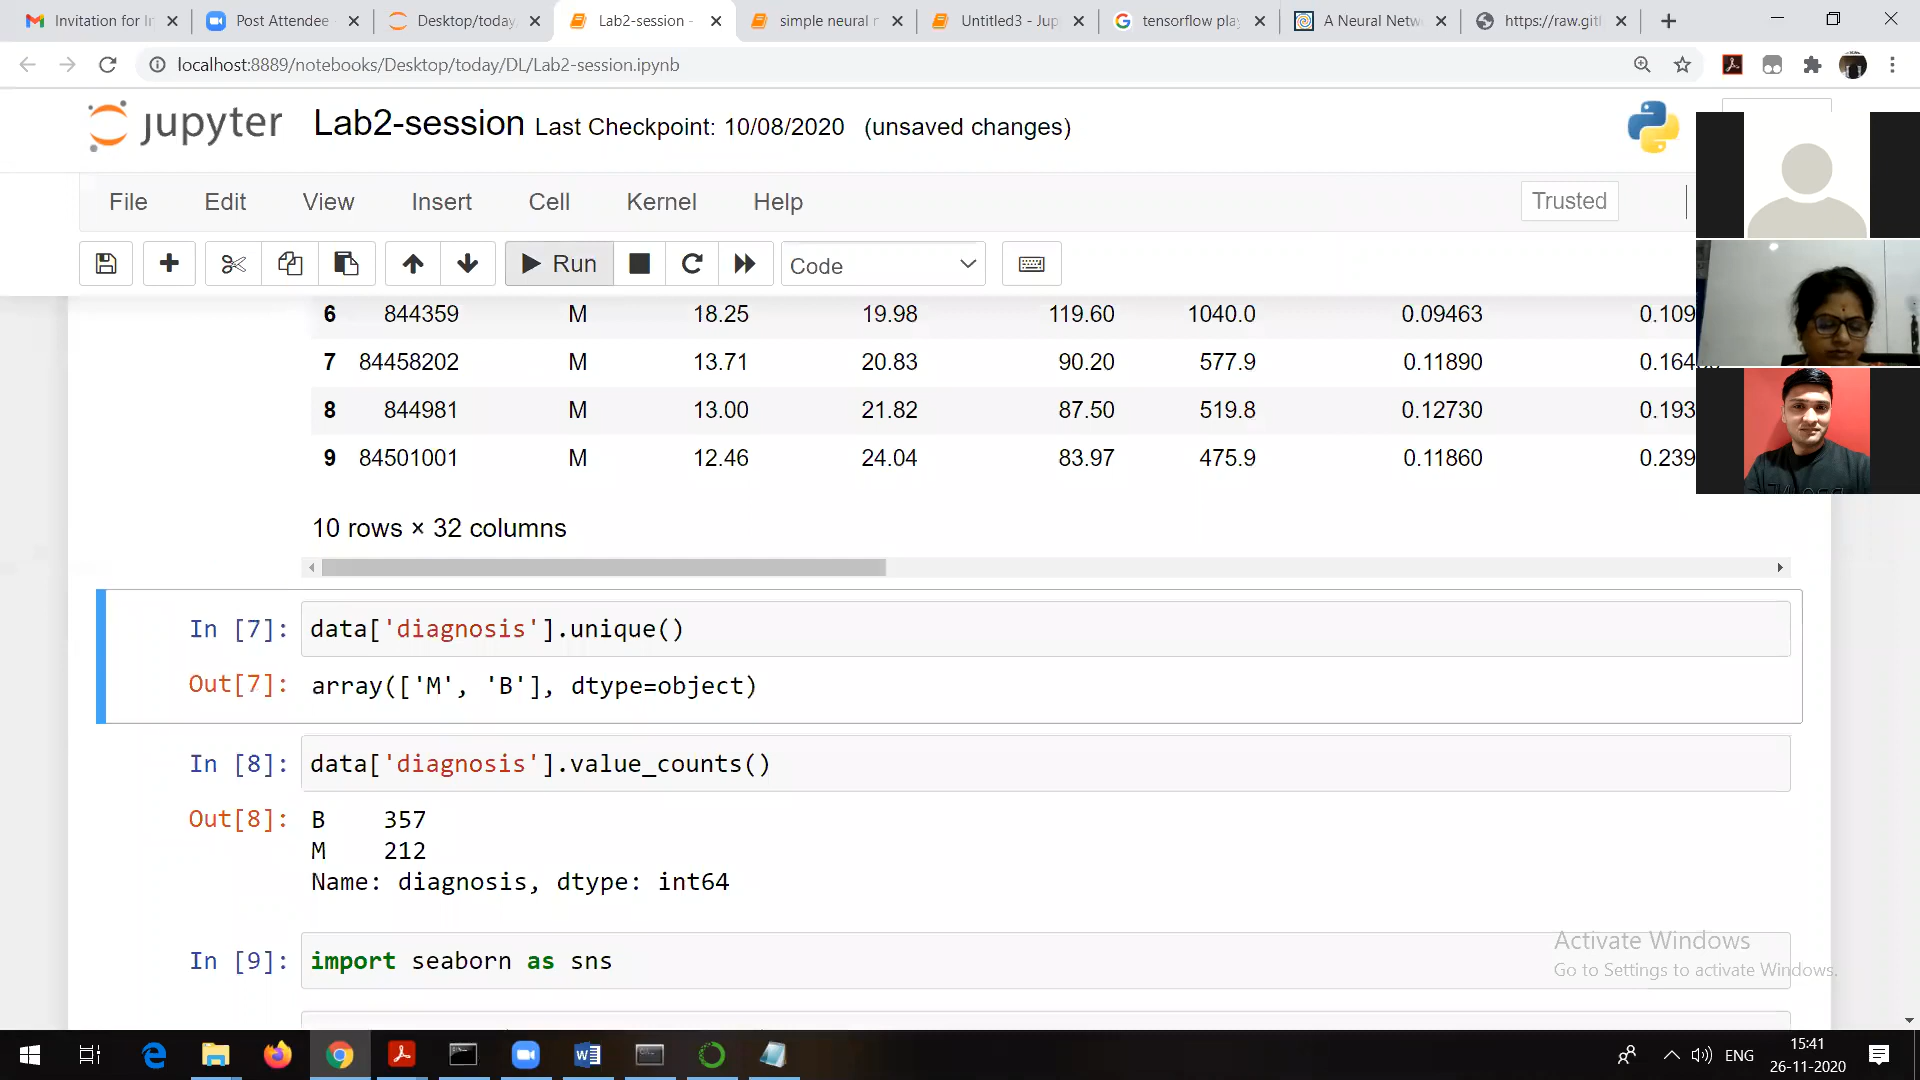 Invitation for In
Post Attendee
Desktop/today
Lab2-session -
simple neural n
Untitled3 - Jup
tensorflow pla
A Neural Netw
https://raw.gitl
localhost:8889/notebooks/Desktop/today/DL/Lab2-session.ipynb
jupyter Lab2-session Last Checkpoint: 10/08/2020 (unsaved changes)
File Edit View Insert Cell Kernel Help Trusted
Run Code
6 844359 M 18.25 19.98 119.60 1040.0 0.09463 0.109
7 84458202 M 13.71 20.83 90.20 577.9 0.11890 0.164
8 844981 M 13.00 21.82 87.50 519.8 0.12730 0.193
9 84501001 M 12.46 24.04 83.97 475.9 0.11860 0.239
10 rows × 32 columns
In [7]: data['diagnosis'].unique()
Out[7]: array(['M', 'B'], dtype=object)
In [8]: data['diagnosis'].value_counts()
Out[8]: B 357
M 212
Name: diagnosis, dtype: int64
In [9]: import seaborn as sns
Activate Windows
Go to Settings to activate Windows.
ENG
15:41
26-11-2020